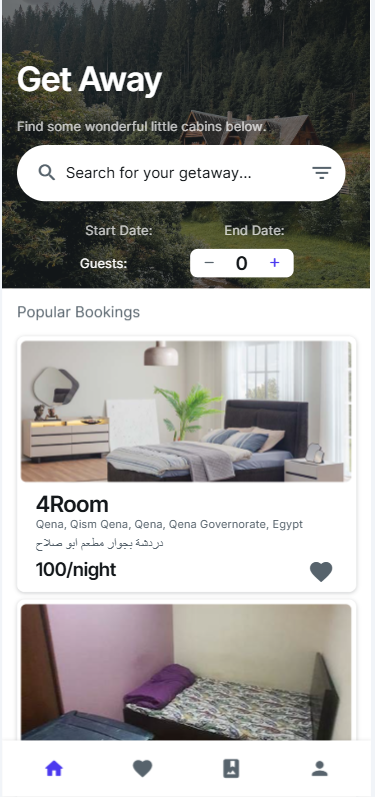 Get Away
Find some wonderful little cabins below.
Search for your getaway...
Start Date: End Date:
Guests: − 0 +
Popular Bookings
4Room
Qena, Qism Qena, Qena, Qena Governorate, Egypt
دردشة بجوار مطعم ابو صلاح
100/night